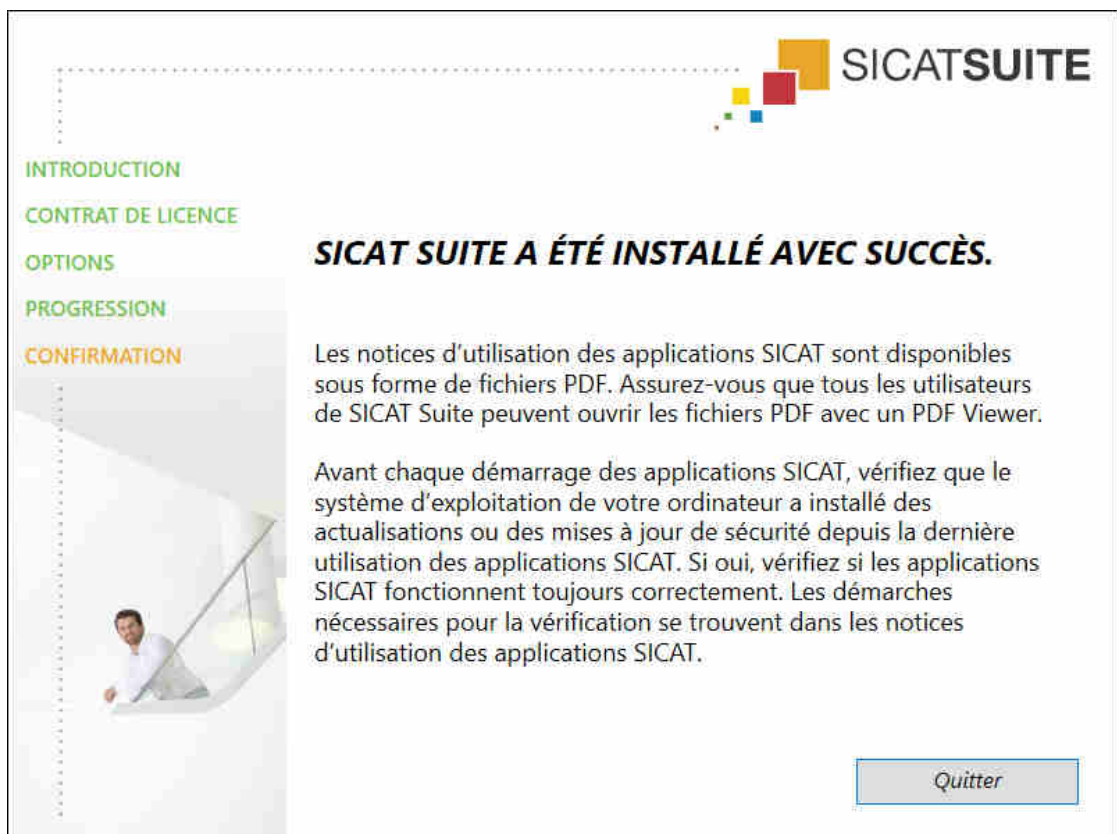 SICATSUITE
INTRODUCTION
CONTRAT DE LICENCE
OPTIONS
PROGRESSION
CONFIRMATION
SICAT SUITE A ÉTÉ INSTALLÉ AVEC SUCCÈS.
Les notices d'utilisation des applications SICAT sont disponibles
sous forme de fichiers PDF. Assurez-vous que tous les utilisateurs
de SICAT Suite peuvent ouvrir les fichiers PDF avec un PDF Viewer.
Avant chaque démarrage des applications SICAT, vérifiez que le
système d'exploitation de votre ordinateur a installé des
actualisations ou des mises à jour de sécurité depuis la dernière
utilisation des applications SICAT. Si oui, vérifiez si les applications
SICAT fonctionnent toujours correctement. Les démarches
nécessaires pour la vérification se trouvent dans les notices
d'utilisation des applications SICAT.
Quitter